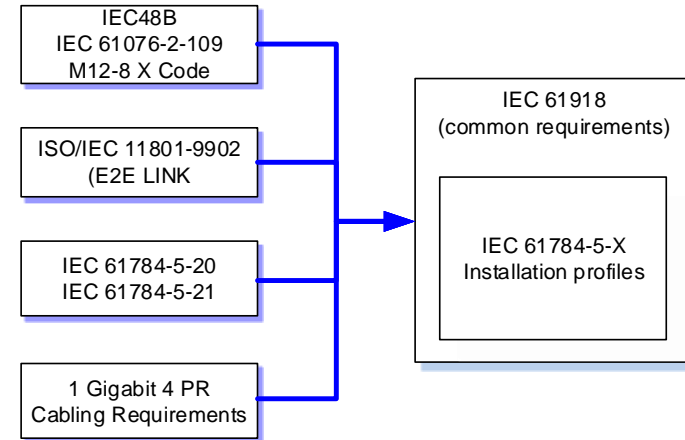 IEC48B
IEC 61076-2-109
M12-8 X Code
ISO/IEC 11801-9902
(E2E LINK
IEC 61784-5-20
IEC 61784-5-21
1 Gigabit 4 PR
Cabling Requirements
IEC 61918
(common requirements)
IEC 61784-5-X
Installation profiles